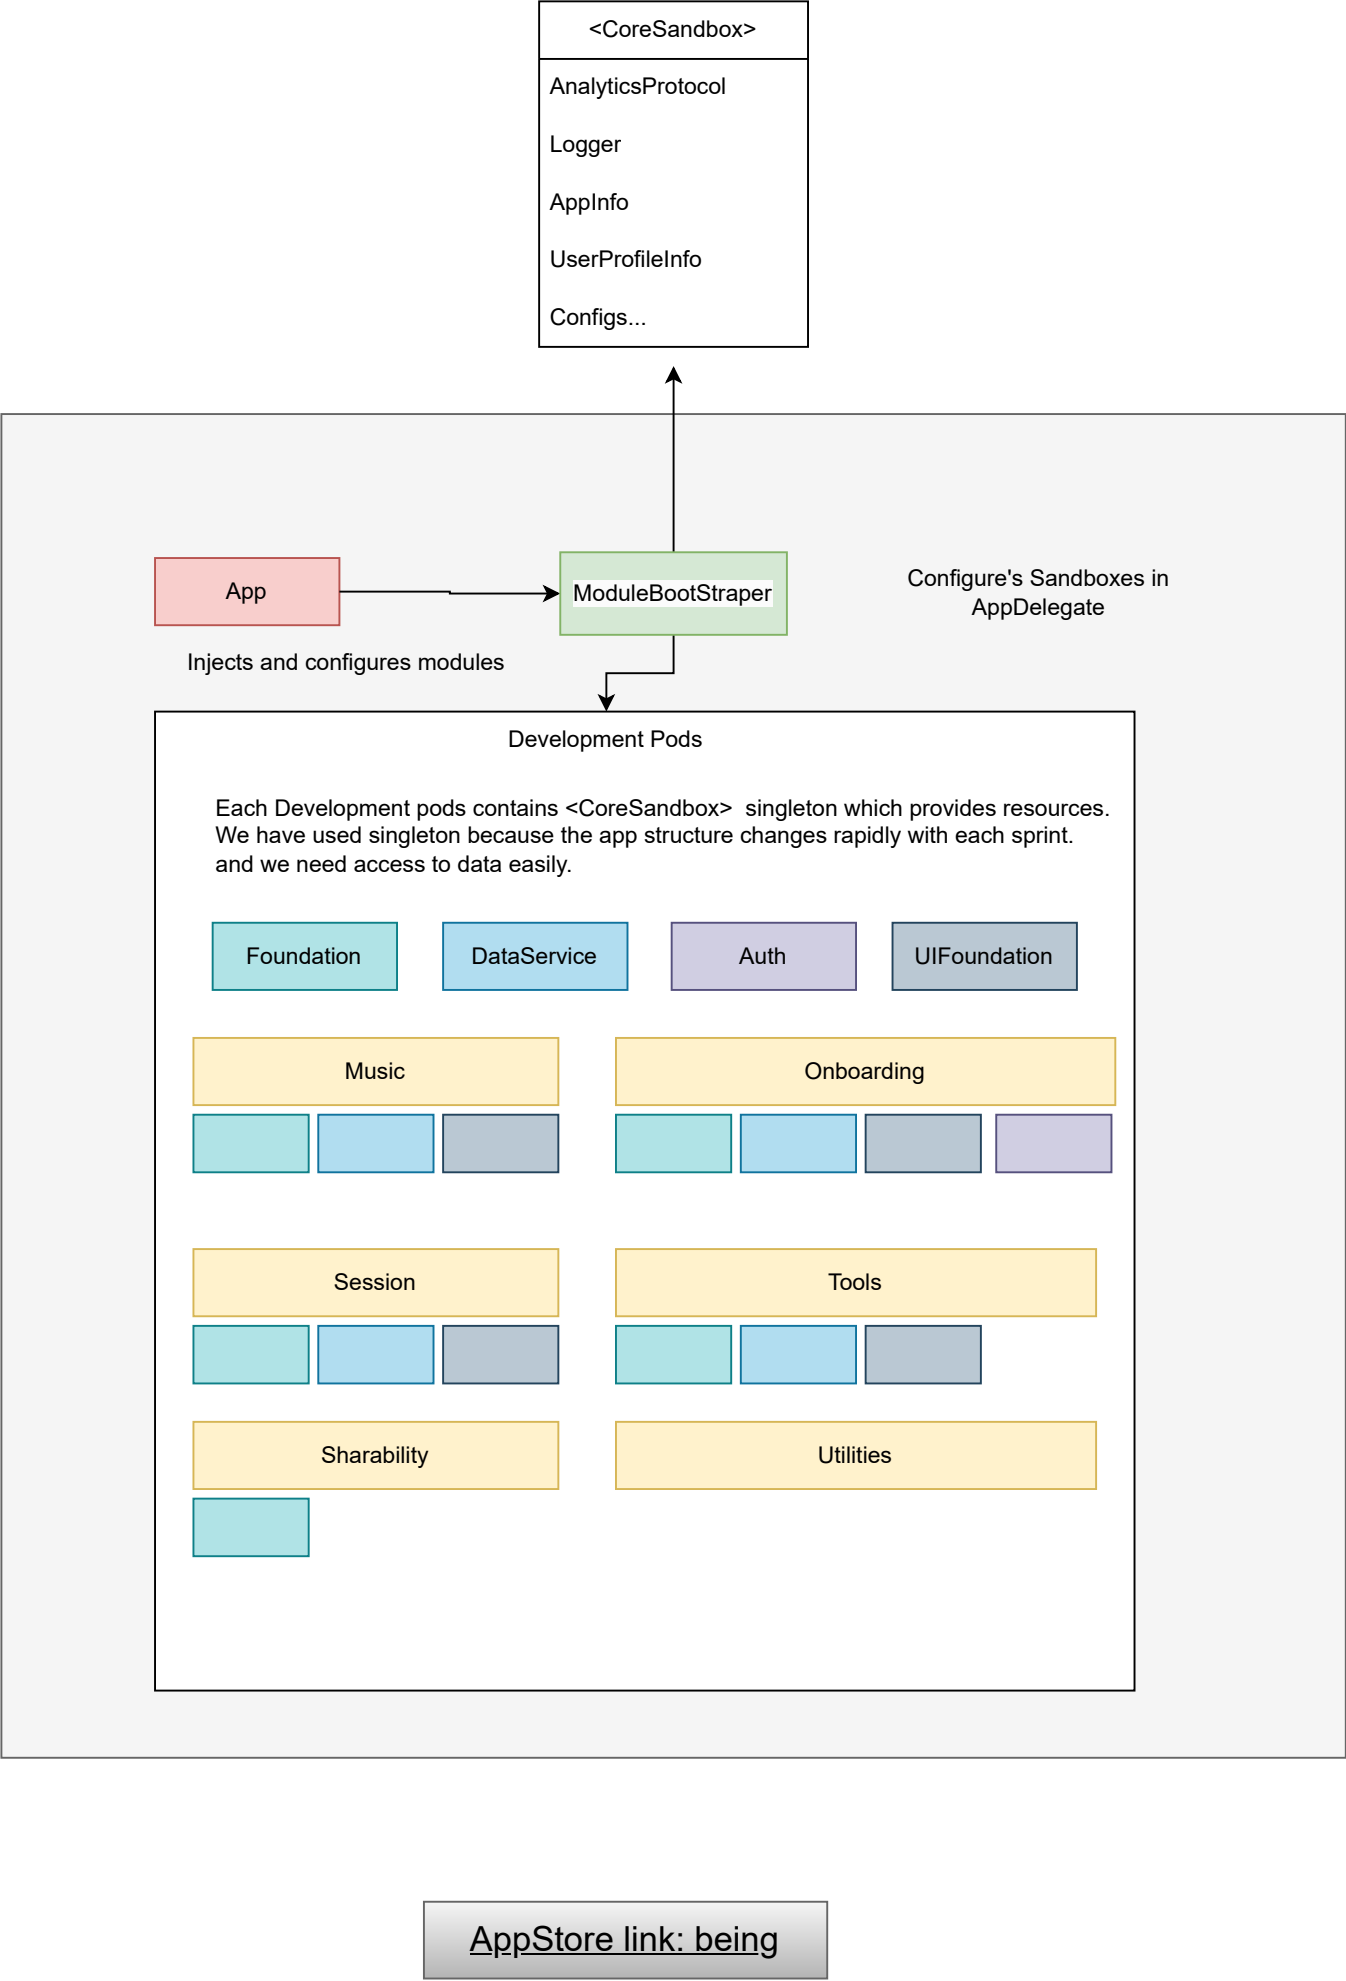 <CoreSandbox>
AnalyticsProtocol
Logger
AppInfo
UserProfileInfo
Configs...
App
ModuleBootStraper
Configure's Sandboxes in
AppDelegate
Injects and configures modules
Development Pods
Each Development pods contains <CoreSandbox>  singleton which provides resources.
We have used singleton because the app structure changes rapidly with each sprint.
and we need access to data easily.
Foundation
DataService
Auth
UIFoundation
Music
Onboarding
Session
Tools
Sharability
Utilities
AppStore link: being